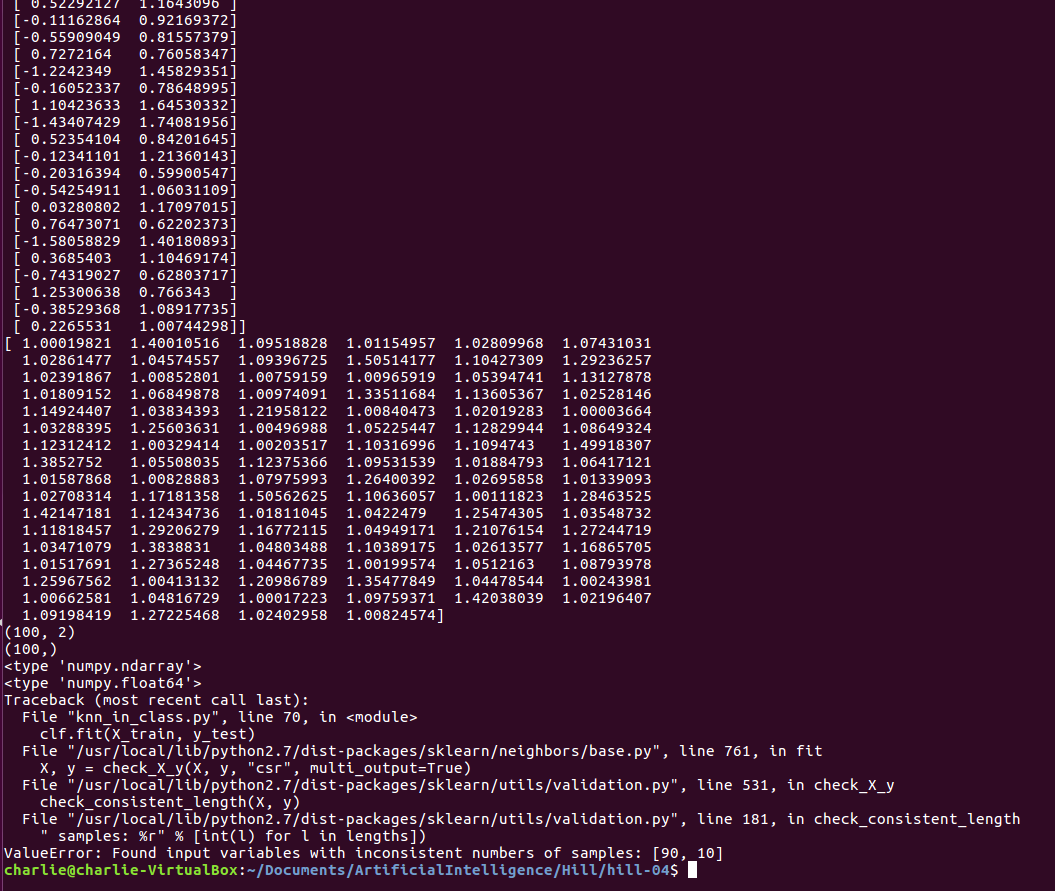 [ 0.52292127  1.1643096 ]
[-0.11162864  0.92169372]
[-0.55909049  0.81557379]
[ 0.7272164   0.76058347]
[-1.2242349   1.45829351]
[-0.16052337  0.78648995]
[ 1.10423633  1.64530332]
[-1.43407429  1.74081956]
[ 0.52354104  0.84201645]
[-0.12341101  1.21360143]
[-0.20316394  0.59900547]
[-0.54254911  1.06031109]
[ 0.03280802  1.17097015]
[ 0.76473071  0.62202373]
[-1.58058829  1.40180893]
[ 0.3685403   1.10469174]
[-0.74319027  0.62803717]
[ 1.25300638  0.766343  ]
[-0.38529368  1.08917735]
[ 0.2265531   1.00744298]]
[ 1.00019821  1.40010516  1.09518828  1.01154957  1.02809968  1.07431031
1.02861477  1.04574557  1.09396725  1.50514177  1.10427309  1.29236257
1.02391867  1.00852801  1.00759159  1.00965919  1.05394741  1.13127878
1.01809152  1.06849878  1.00974091  1.33511684  1.13605367  1.02528146
1.14924407  1.03834393  1.21958122  1.00840473  1.02019283  1.00003664
1.03288395  1.25603631  1.00496988  1.05225447  1.12829944  1.08649324
1.12312412  1.00329414  1.00203517  1.10316996  1.1094743   1.49918307
1.3852752   1.05508035  1.12375366  1.09531539  1.01884793  1.06417121
1.01587868  1.00828883  1.07975993  1.26400392  1.02695858  1.01339093
1.02708314  1.17181358  1.50562625  1.10636057  1.00111823  1.28463525
1.42147181  1.12434736  1.01811045  1.0422479   1.25474305  1.03548732
1.11818457  1.29206279  1.16772115  1.04949171  1.21076154  1.27244719
1.03471079  1.3838831   1.04803488  1.10389175  1.02613577  1.16865705
1.01517691  1.27365248  1.04467735  1.00199574  1.0512163   1.08793978
1.25967562  1.00413132  1.20986789  1.35477849  1.04478544  1.00243981
1.00662581  1.04816729  1.00017223  1.09759371  1.42038039  1.02196407
1.09198419  1.27225468  1.02402958  1.00824574]
(100, 2)
(100,)
<type 'numpy.ndarray'>
<type 'numpy.float64'>
Traceback (most recent call last):
  File "knn_in_class.py", line 70, in <module>
    clf.fit(X_train, y_test)
  File "/usr/local/lib/python2.7/dist-packages/sklearn/neighbors/base.py", line 761, in fit
    X, y = check_X_y(X, y, "csr", multi_output=True)
  File "/usr/local/lib/python2.7/dist-packages/sklearn/utils/validation.py", line 531, in check_X_y
    check_consistent_length(X, y)
  File "/usr/local/lib/python2.7/dist-packages/sklearn/utils/validation.py", line 181, in check_consistent_length
    " samples: %r" % [int(l) for l in lengths])
ValueError: Found input variables with inconsistent numbers of samples: [90, 10]
charlie@charlie-VirtualBox:~/Documents/ArtificialIntelligence/Hill/hill-04$